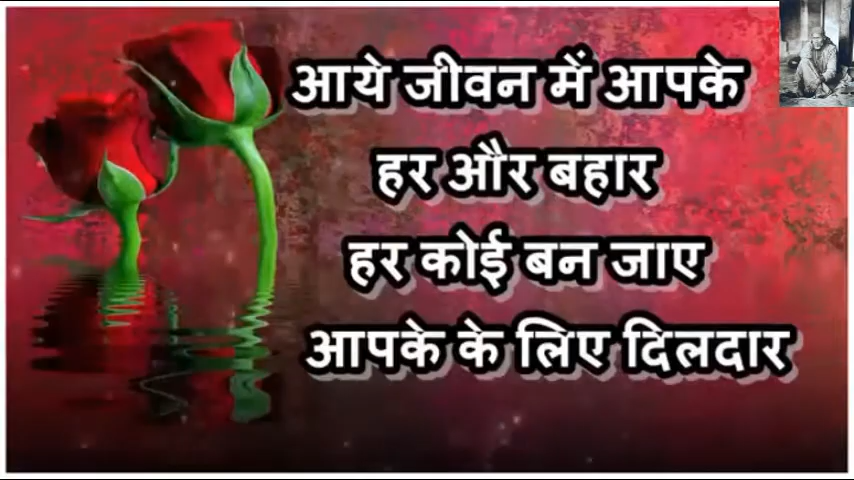 आये जीवन में आपके
हर और बहार
हर कोई बन जाए
आपके के लिए दिलदार